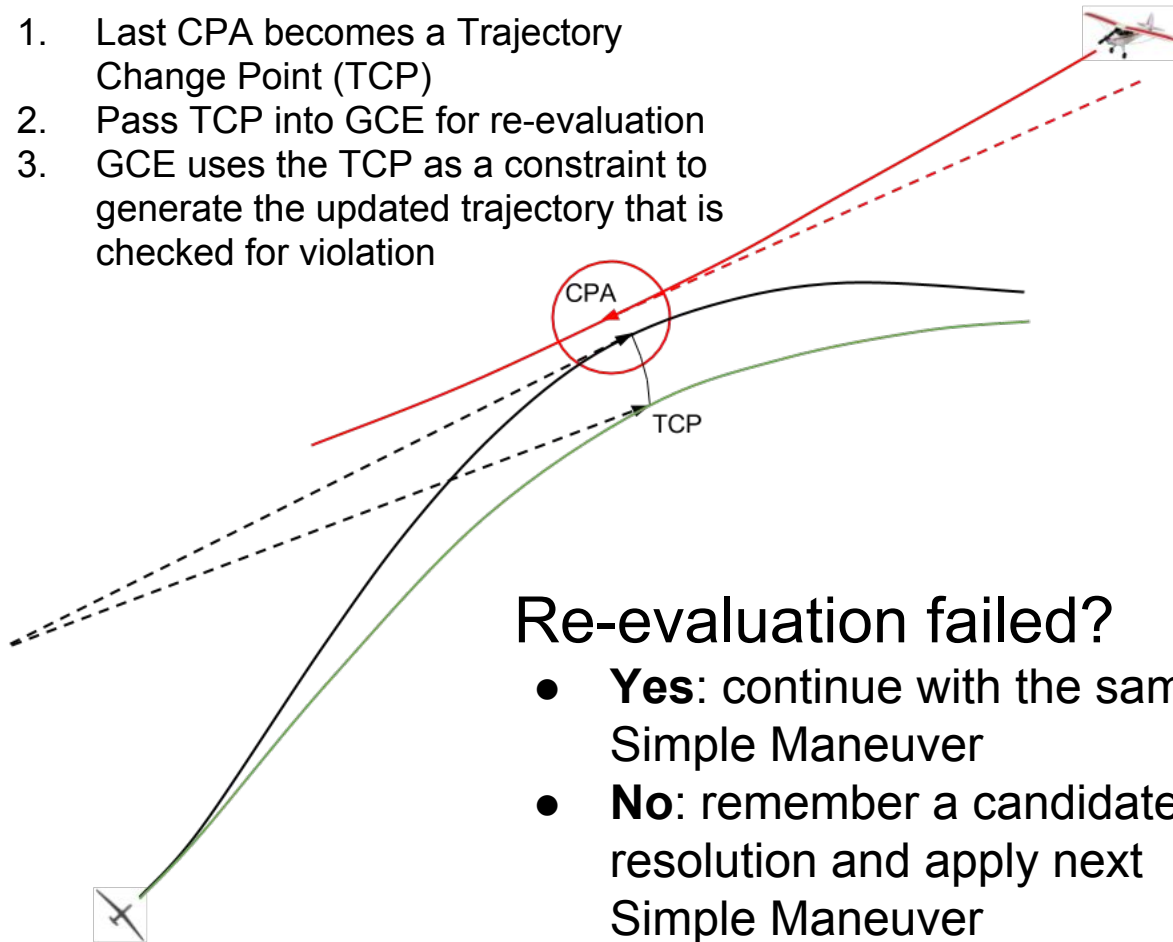 1. Last CPA becomes a Trajectory
Change Point (TCP)
2. Pass TCP into GCE for re-evaluation
3. GCE uses the TCP as a constraint to
generate the updated trajectory that is
checked for violation
CPA
TCP
Re-evaluation failed?
● Yes: continue with the sam
Simple Maneuver
● No: remember a candidate
resolution and apply next
Simple Maneuver